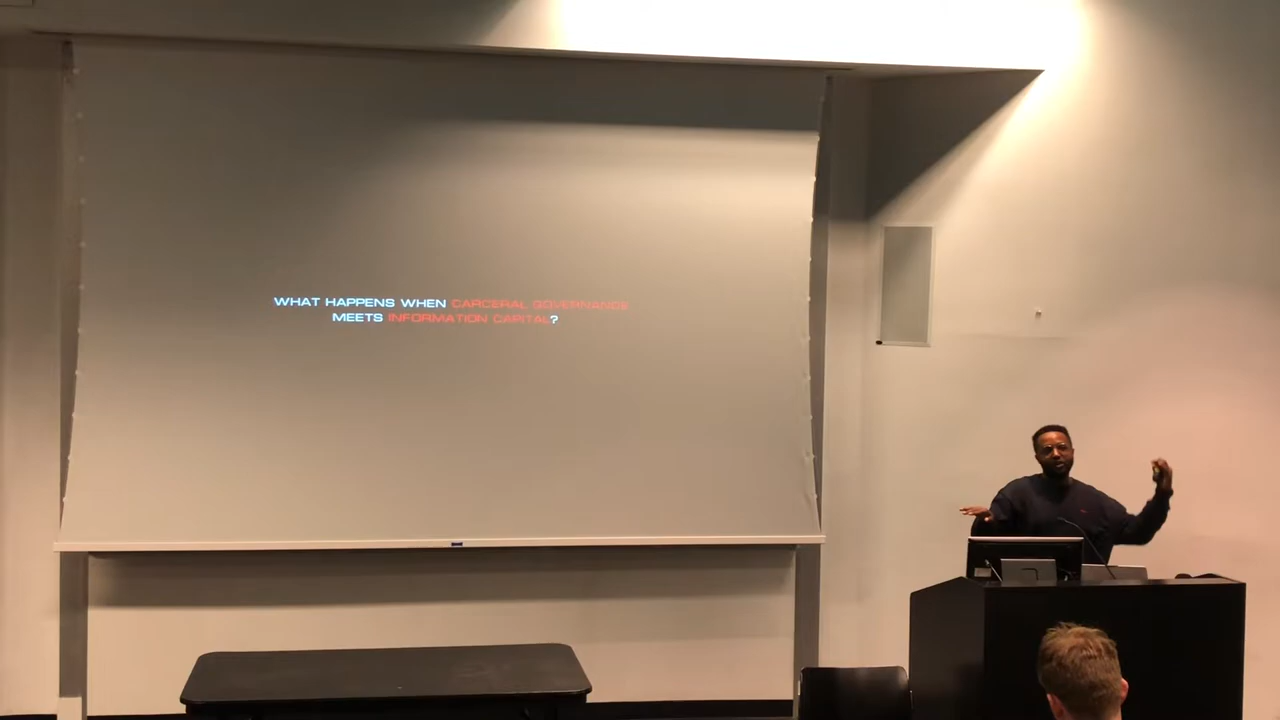 WHAT HAPPENS WHEN CARCERAL GOVERNANCE
MEETS INFORMATION CAPITAL?